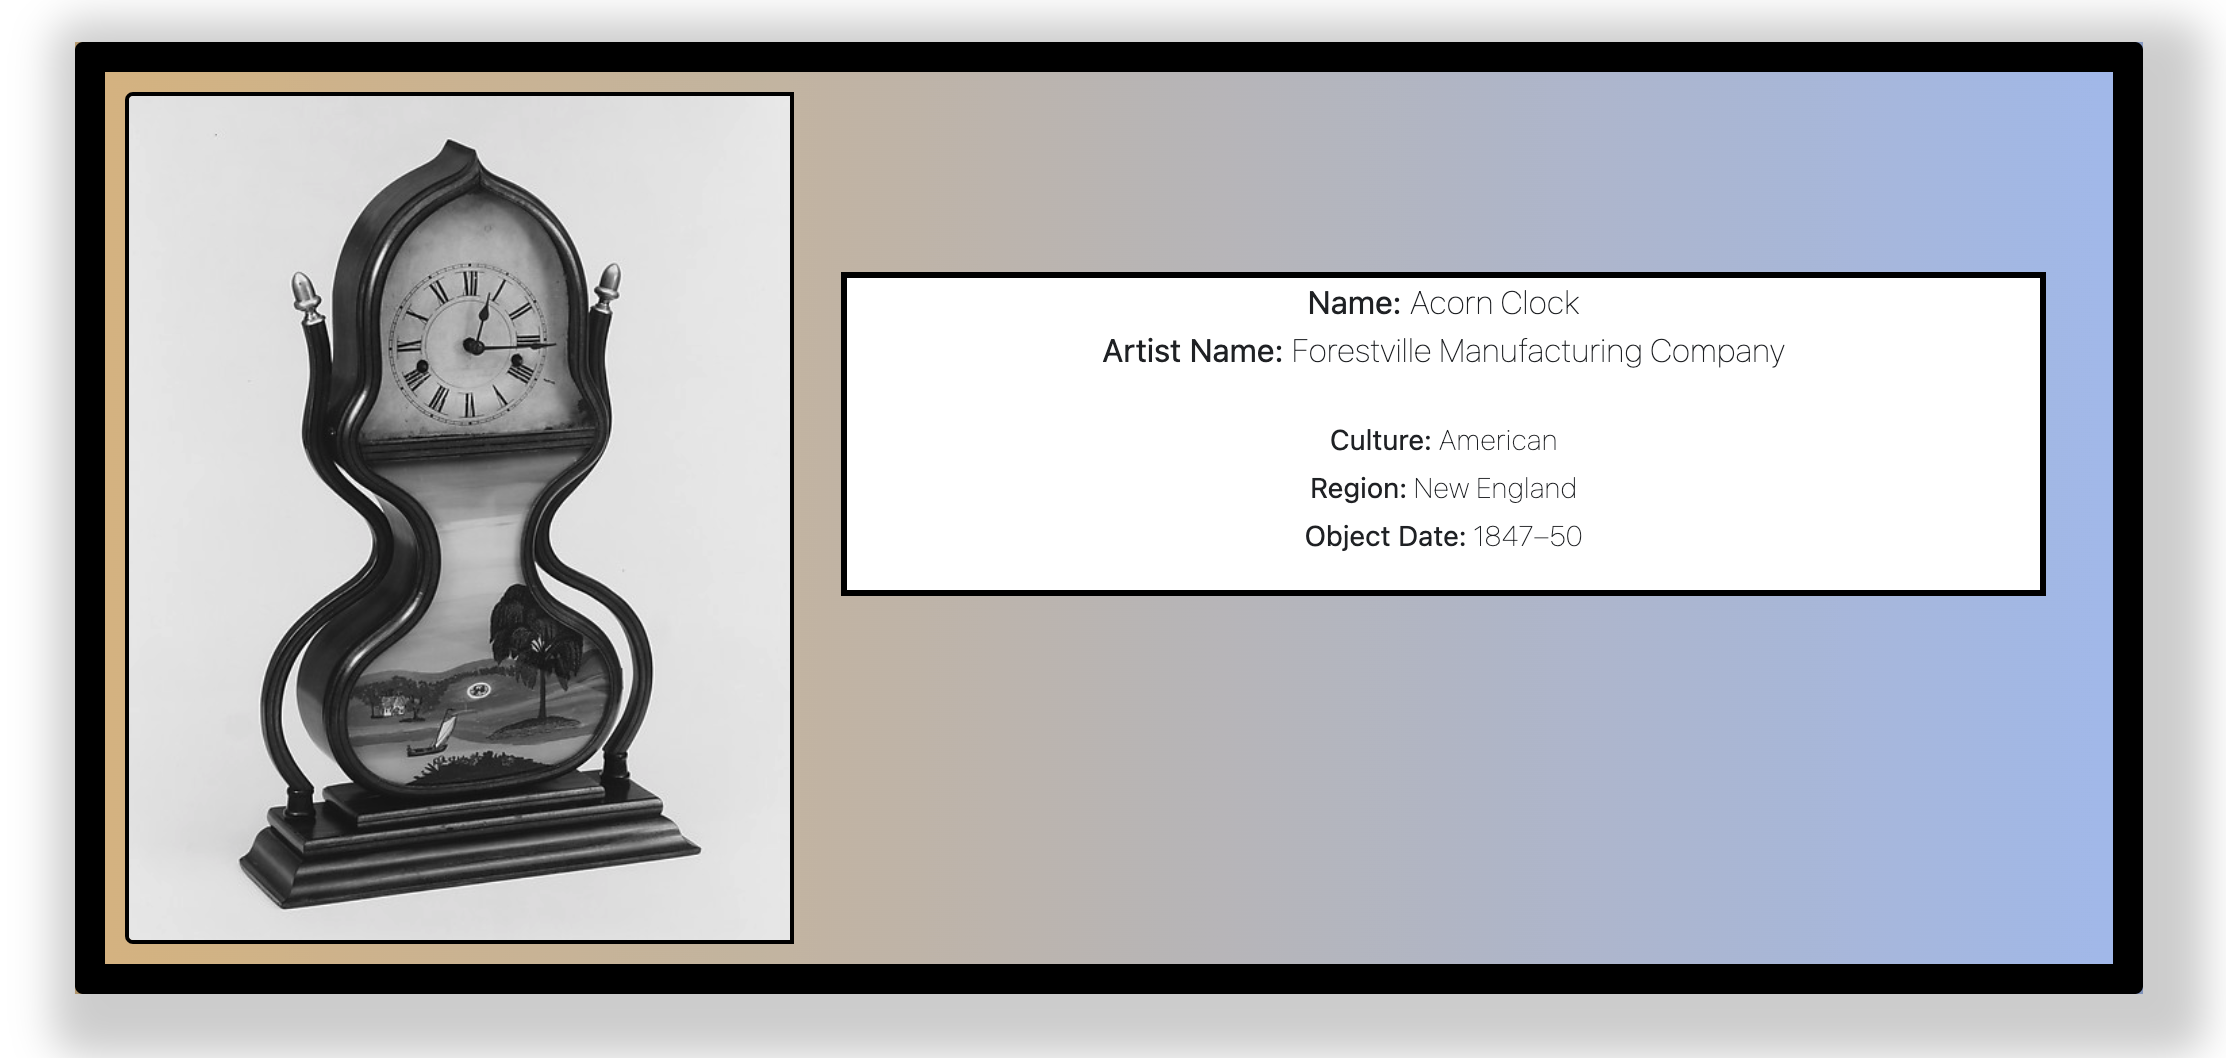 Name: Acorn Clock
Artist Name: Forestville Manufacturing Company
Culture: American
Region: New England
Object Date: 1847–50